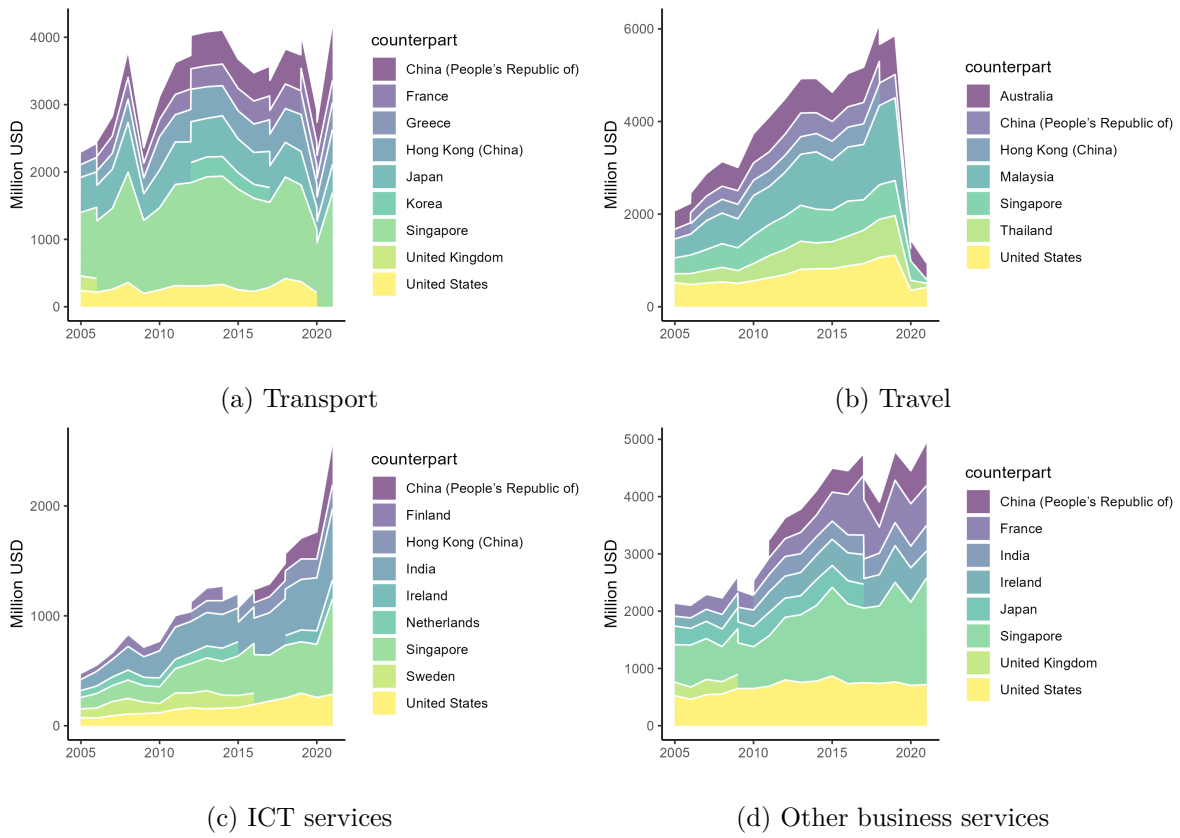 Million USD
4000
3000
2000
1000
0
2005
2010
2015
2020
counterpart
China (People's Republic of)
France
Greece
Hong Kong (China)
Japan
Korea
Singapore
United Kingdom
United States
(a) Transport
Million USD
6000
4000
2000
0
2005
2010
2015
2020
counterpart
Australia
China (People's Republic of)
Hong Kong (China)
Malaysia
Singapore
Thailand
United States
(b) Travel
Million USD
2000
1000
0
2005
2010
2015
2020
counterpart
China (People's Republic of)
Finland
Hong Kong (China)
India
Ireland
Netherlands
Singapore
Sweden
United States
(c) ICT services
Million USD
5000
4000
3000
2000
1000
0
2005
2010
2015
2020
counterpart
China (People's Republic of)
France
India
Ireland
Japan
Singapore
United Kingdom
United States
(d) Other business services